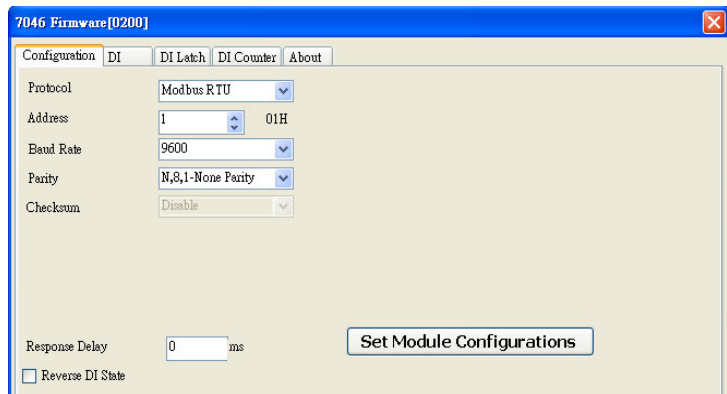 7046 Firmware[0200]
Configuration DI DI Latch DI Counter About
Protocol Modbus RTU
Address 1 01H
Baud Rate 9600
Parity N,8,1-None Parity
Checksum Disable
Response Delay 0 ms Set Module Configurations
Reverse DI State